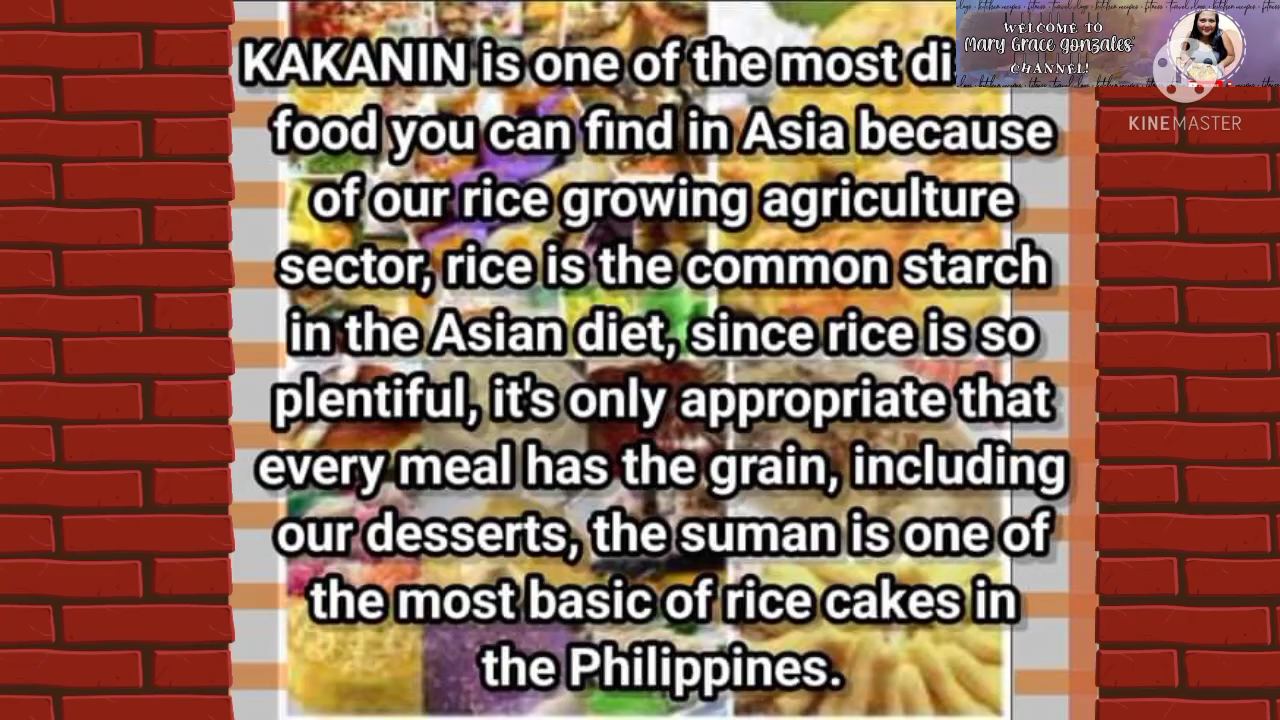 KAKANIN is one of the most
food you can find in Asia because
of our rice growing agriculture
sector, rice is the common starch
in the Asian diet, since rice is so
plentiful, it's only appropriate that
every meal has the grain, including
our desserts, the suman is one of
the most basic of rice cakes in
the Philippines.
WELCOME TO
Mary Grace Gonzales
CHANNEL!
KINEMASTER